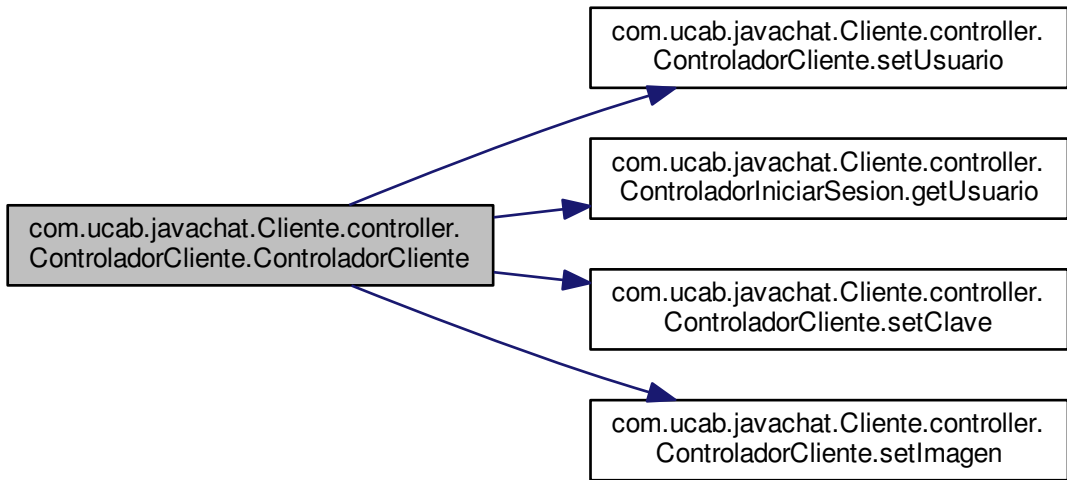 com.ucab.javachat.Cliente.controller.
ControladorCliente.setUsuario
com.ucab.javachat.Cliente.controller.
ControladorIniciarSesion.getUsuario
com.ucab.javachat.Cliente.controller.
ControladorCliente.ControladorCliente
com.ucab.javachat.Cliente.controller.
ControladorCliente.setClave
com.ucab.javachat.Cliente.controller.
ControladorCliente.setImagen